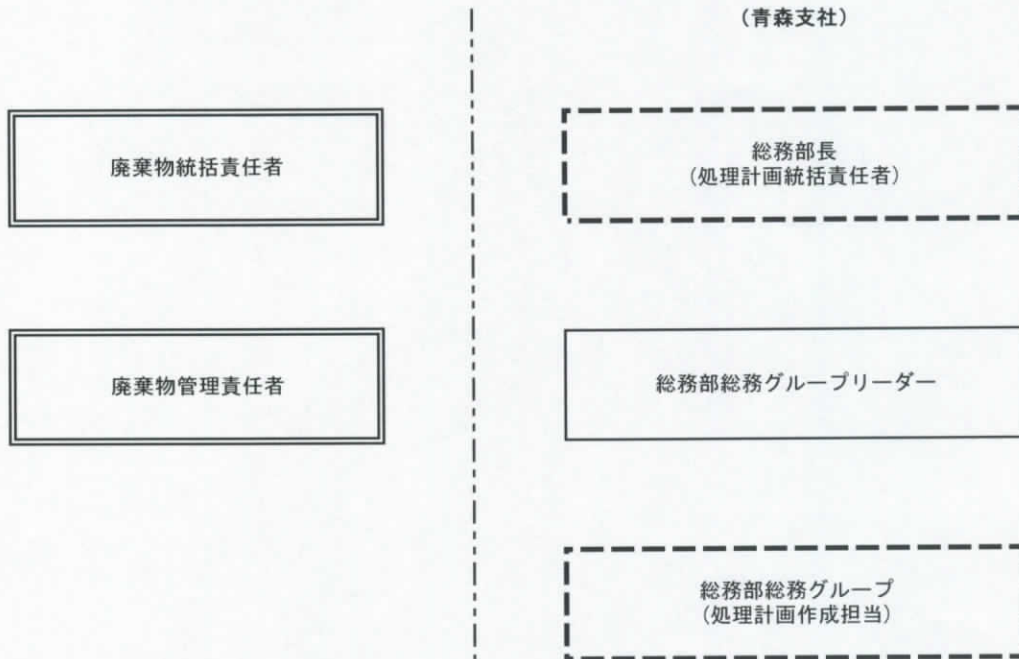 (青森支社)
廃棄物統括責任者
総務部長
(処理計画統括責任者)
廃棄物管理責任者
総務部総務グループリーダー
総務部総務グループ
(処理計画作成担当)